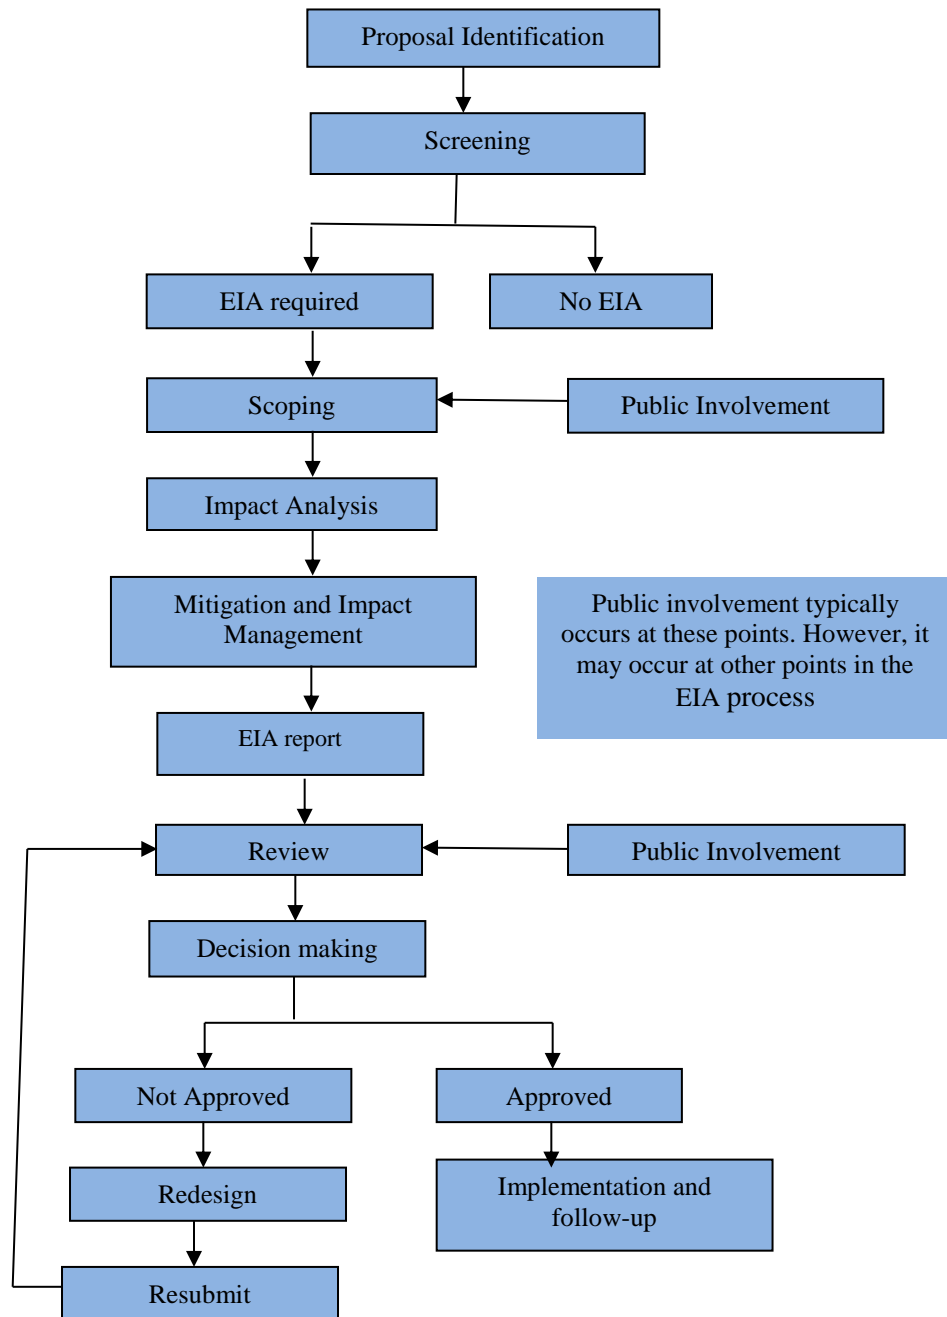 Proposal Identification
Screening
EIA required
No EIA
Scoping
Public Involvement
Impact Analysis
Mitigation and Impact
Management
Public involvement typically
occurs at these points. However, it
may occur at other points in the
EIA process
EIA report
Review
Public Involvement
Decision making
Not Approved
Approved
Redesign
Implementation and
follow-up
Resubmit